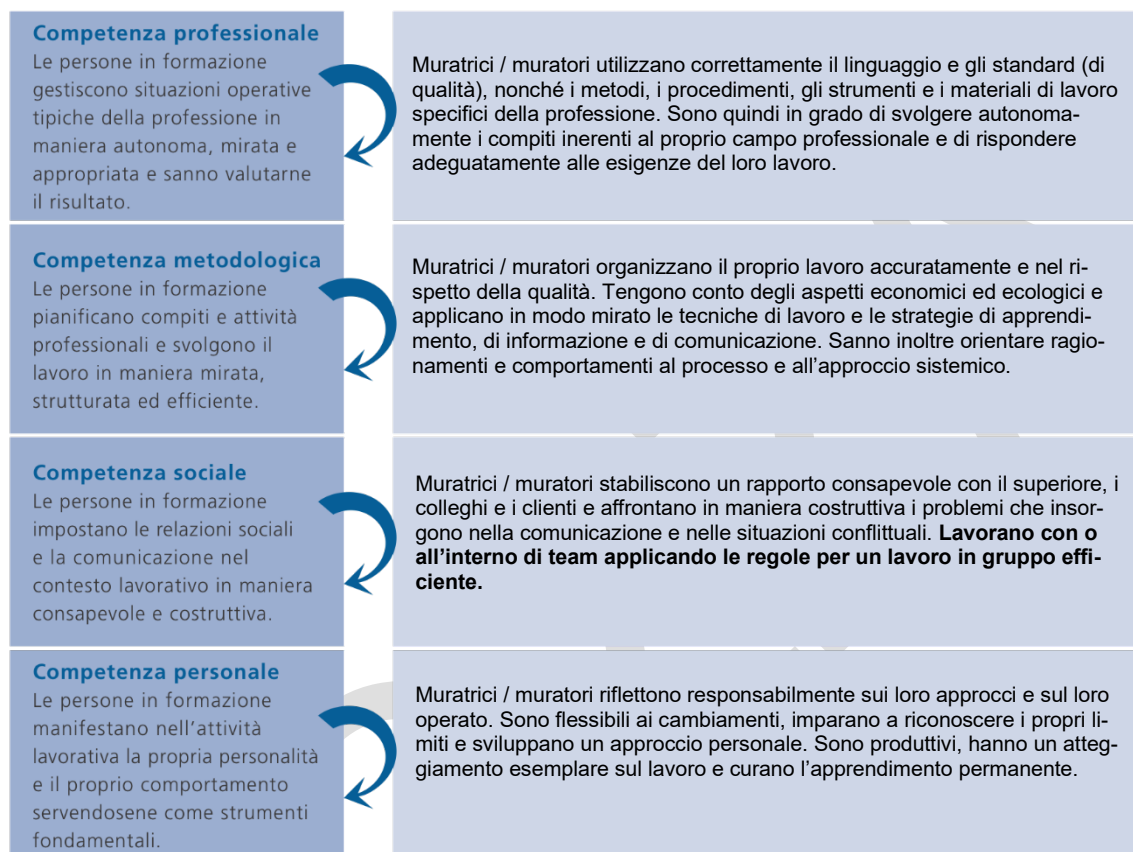 Competenza professionale
Le persone in formazione
gestiscono situazioni operative
tipiche della professione in
maniera autonoma, mirata e
appropriata e sanno valutarne
il risultato.
Muratrici / muratori utilizzano correttamente il linguaggio e gli standard (di
qualità), nonché i metodi, i procedimenti, gli strumenti e i materiali di lavoro
specifici della professione. Sono quindi in grado di svolgere autonoma-
mente i compiti inerenti al proprio campo professionale e di rispondere
adeguatamente alle esigenze del loro lavoro.
Competenza metodologica
Le persone in formazione
pianificano compiti e attività
professionali e svolgono il
lavoro in maniera mirata,
strutturata ed efficiente.
Muratrici / muratori organizzano il proprio lavoro accuratamente e nel ri-
spetto della qualità. Tengono conto degli aspetti economici ed ecologici e
applicano in modo mirato le tecniche di lavoro e le strategie di apprendi-
mento, di informazione e di comunicazione. Sanno inoltre orientare ragio-
namenti e comportamenti al processo e all'approccio sistemico.
Competenza sociale
Le persone in formazione
impostano le relazioni sociali
e la comunicazione nel
contesto lavorativo in maniera
consapevole e costruttiva.
Muratrici / muratori stabiliscono un rapporto consapevole con il superiore, i
colleghi e i clienti e affrontano in maniera costruttiva i problemi che insor-
gono nella comunicazione e nelle situazioni conflittuali. Lavorano con o
all'interno di team applicando le regole per un lavoro in gruppo effi-
ciente.
Competenza personale
Le persone in formazione
manifestano nell'attività
lavorativa la propria personalità
e il proprio comportamento
servendosene come strumenti
fondamentali.
Muratrici / muratori riflettono responsabilmente sui loro approcci e sul loro
operato. Sono flessibili ai cambiamenti, imparano a riconoscere i propri li-
miti e sviluppano un approccio personale. Sono produttivi, hanno un atteg-
giamento esemplare sul lavoro e curano l'apprendimento permanente.